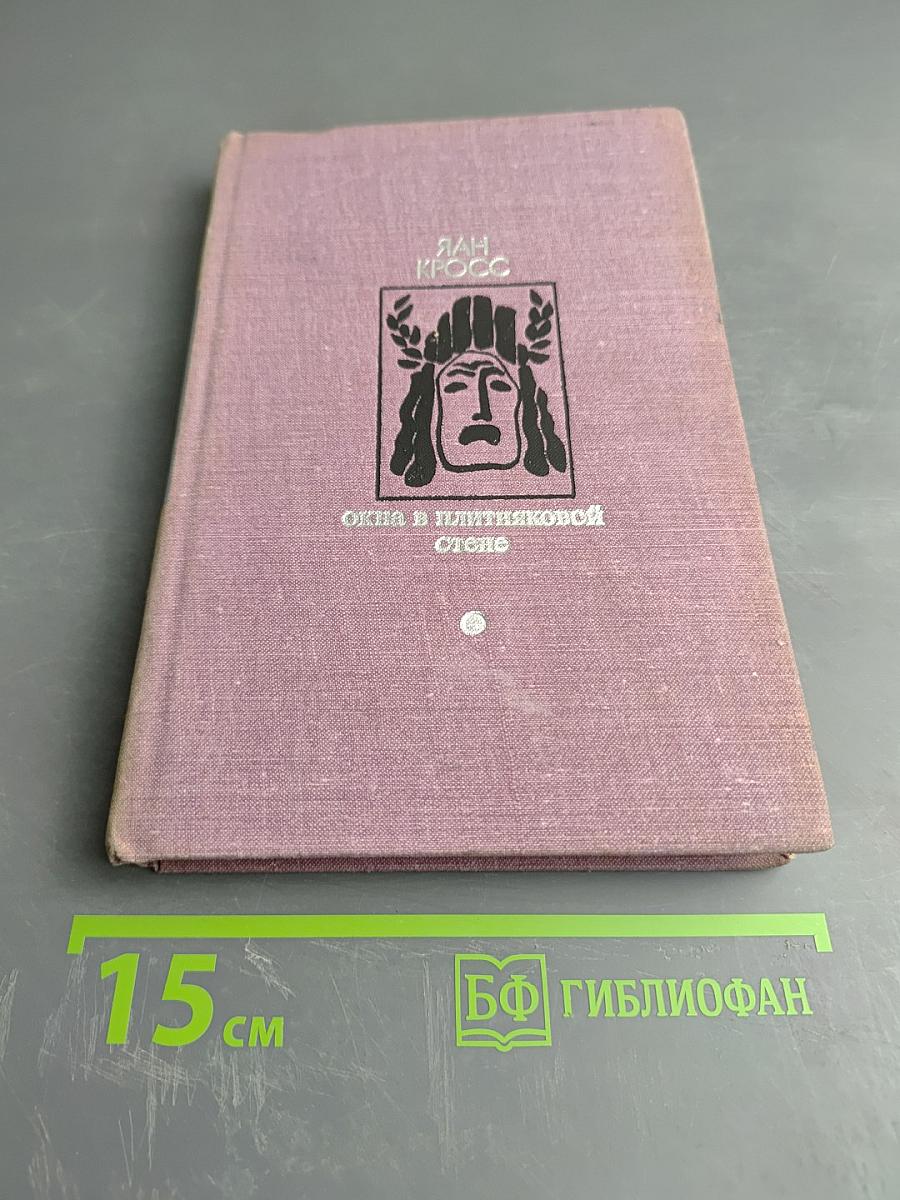 ЯАН
КРОСС
окна в плитняковой
стене
15 см
БФ ГИБЛИОФАН